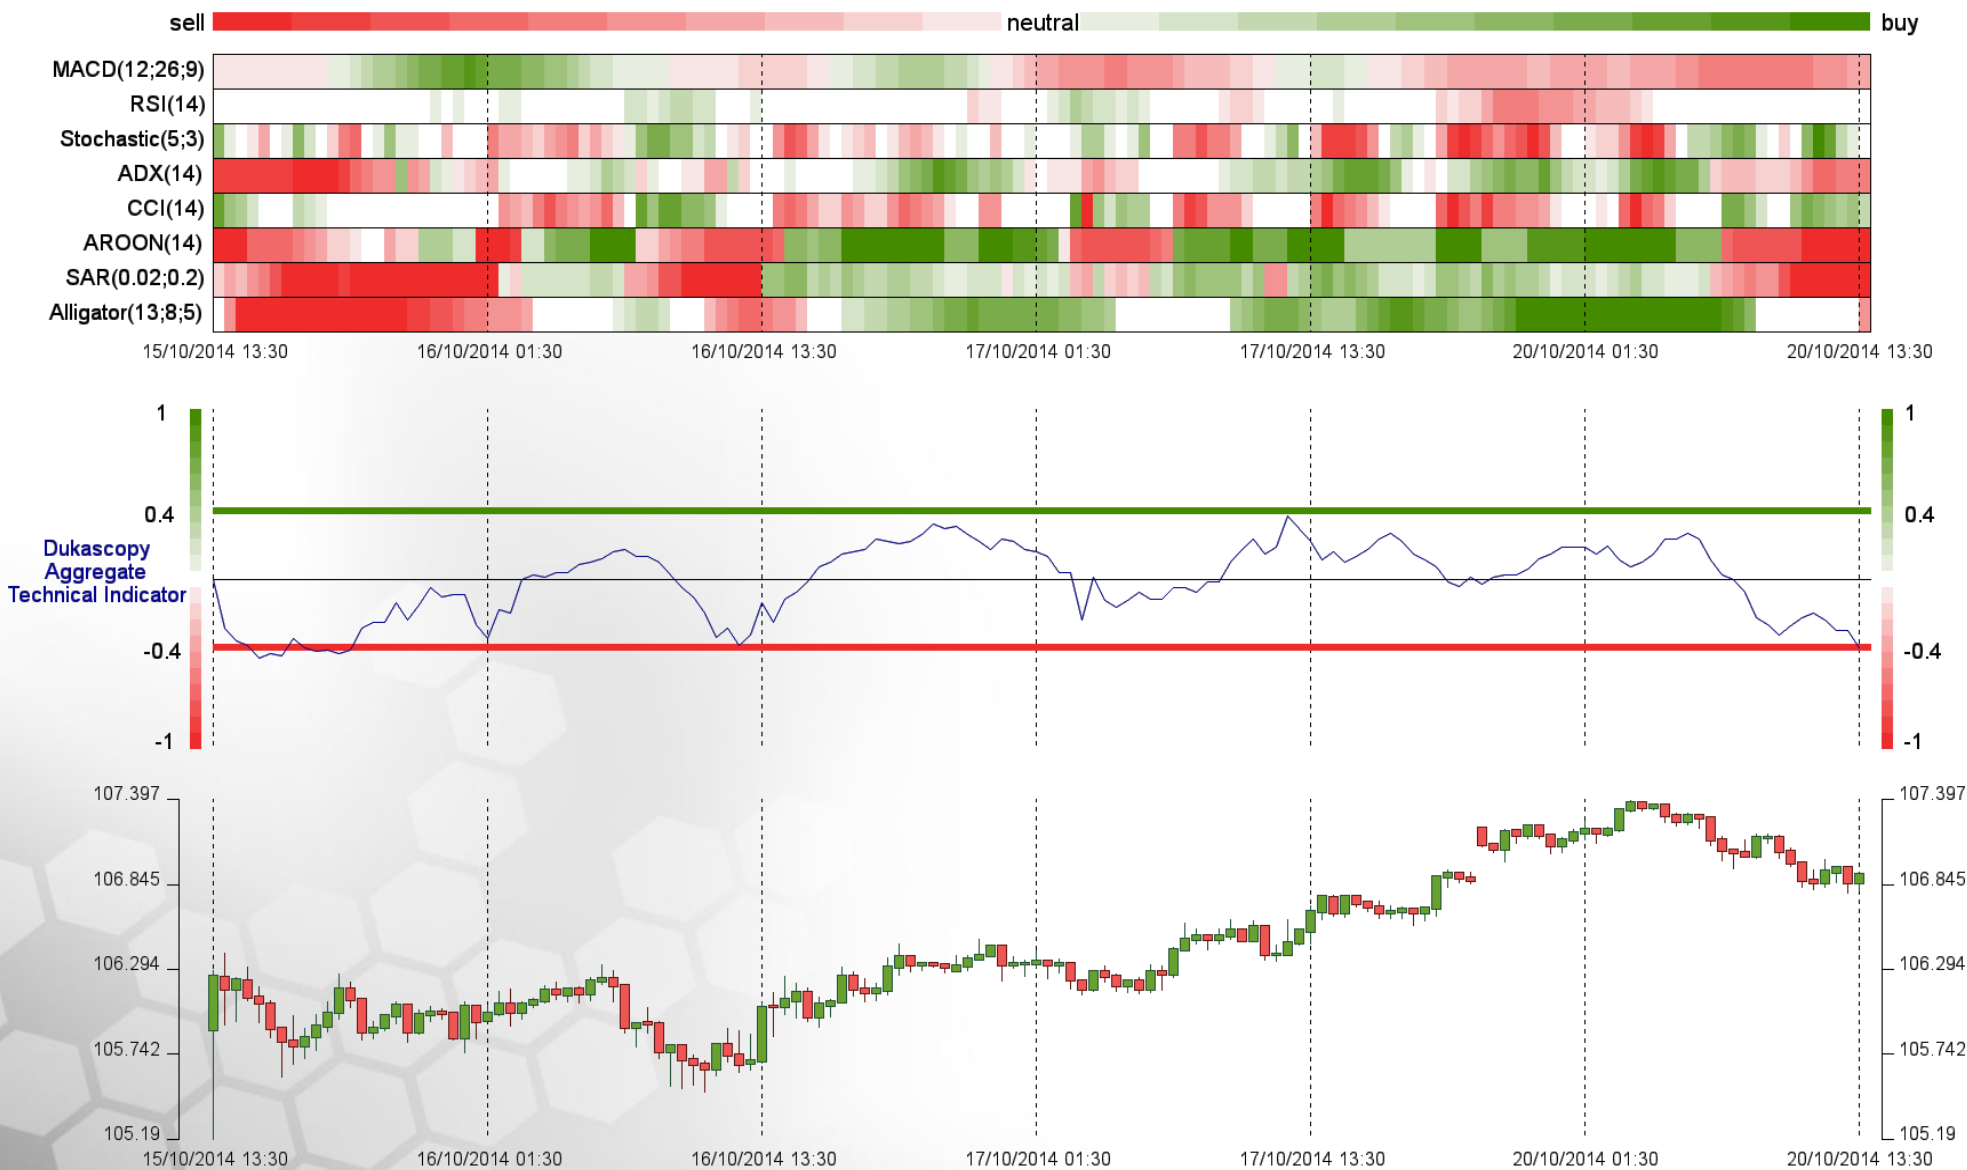 sell neutral buy
MACD(12;26;9)
RSI(14)
Stochastic(5;3)
ADX(14)
CCI(14)
AROON(14)
SAR(0.02;0.2)
Alligator(13;8;5)
15/10/2014 13:30 16/10/2014 01:30 16/10/2014 13:30 17/10/2014 01:30 17/10/2014 13:30 20/10/2014 01:30 20/10/2014 13:30
1 1
0.4 0.4
Dukascopy
Aggregate
Technical Indicator
-0.4 -0.4
-1 -1
107.397 107.397
106.845 106.845
106.294 106.294
105.742 105.742
105.19 105.19
15/10/2014 13:30 16/10/2014 01:30 16/10/2014 13:30 17/10/2014 01:30 17/10/2014 13:30 20/10/2014 01:30 20/10/2014 13:30